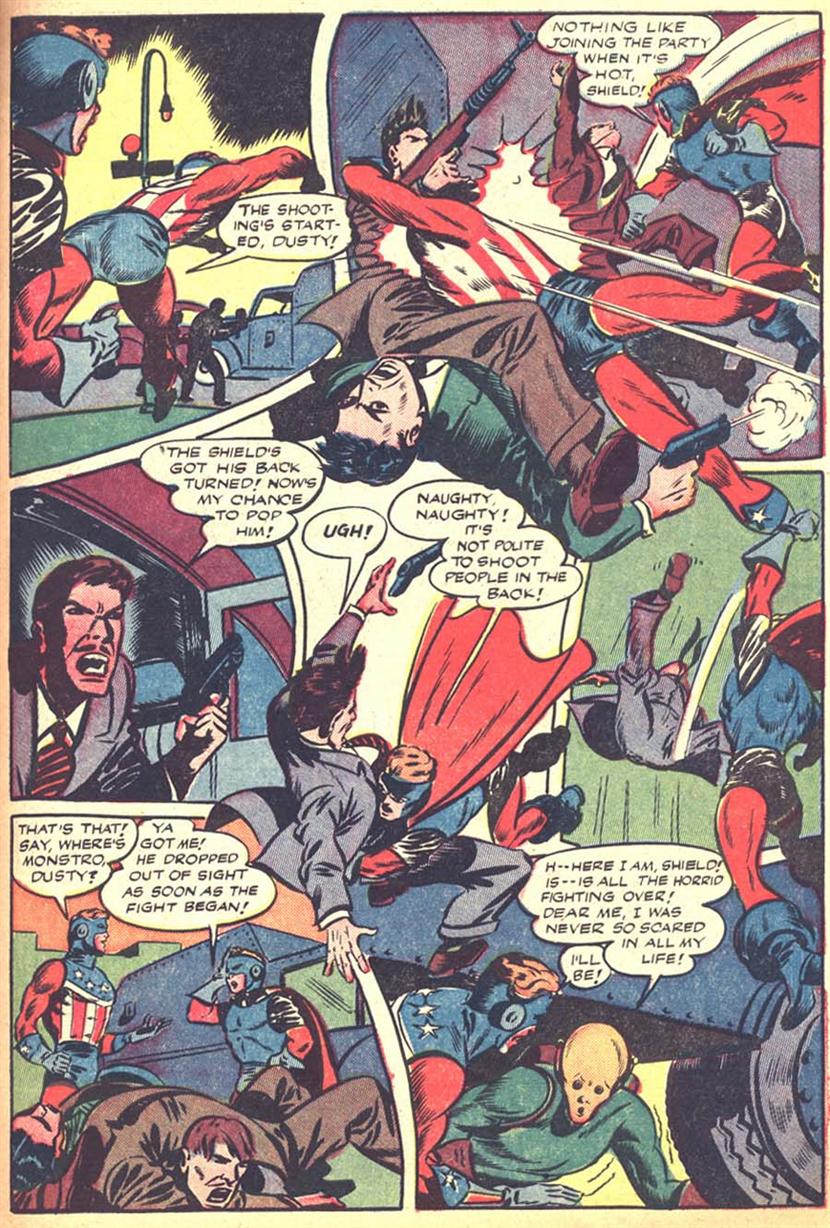 THE SHOOT-
ING'S START-
ED, DUSTY!
NOTHING LIKE
JOINING THE PARTY
WHEN IT'S
HOT,
SHIELD!
THE SHIELD'S
GOT HIS BACK
TURNED! NOW'S
MY CHANCE
TO POP
HIM!
UGH!
NAUGHTY,
NAUGHTY!
IT'S
NOT POLITE
TO SHOOT
PEOPLE IN THE
BACK!
THAT'S THAT!
SAY, WHERE'S
MONSTRO,
DUSTY?
YA
GOT ME!
HE DROPPED
OUT OF SIGHT
AS SOON AS THE
FIGHT BEGAN!
H--HERE I AM, SHIELD!
IS--IS ALL THE HORRID
FIGHTING OVER!
DEAR ME, I WAS
NEVER SO SCARED
IN ALL MY
LIFE!
I'LL
BE!